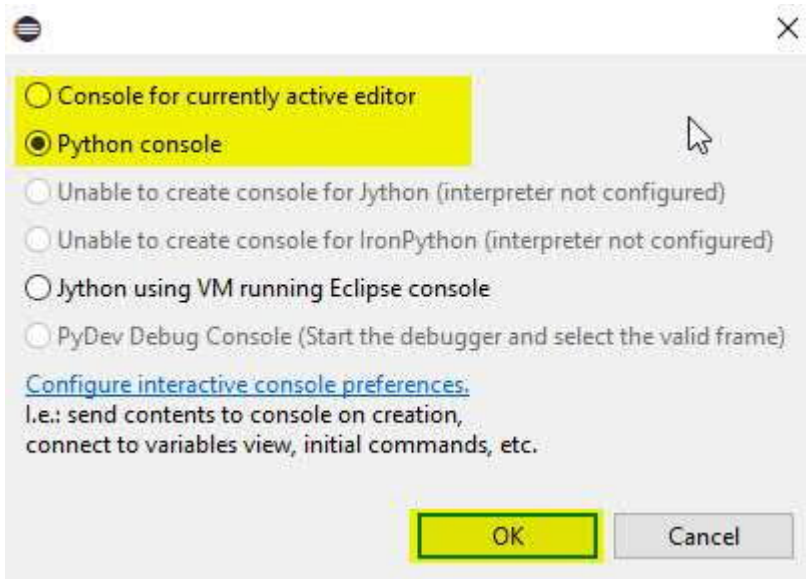 Console for currently active editor
Python console
Unable to create console for Jython (interpreter not configured)
Unable to create console for IronPython (interpreter not configured)
Jython using VM running Eclipse console
PyDev Debug Console (Start the debugger and select the valid frame)
Configure interactive console preferences.
I.e.: send contents to console on creation,
connect to variables view, initial commands, etc.
OK Cancel